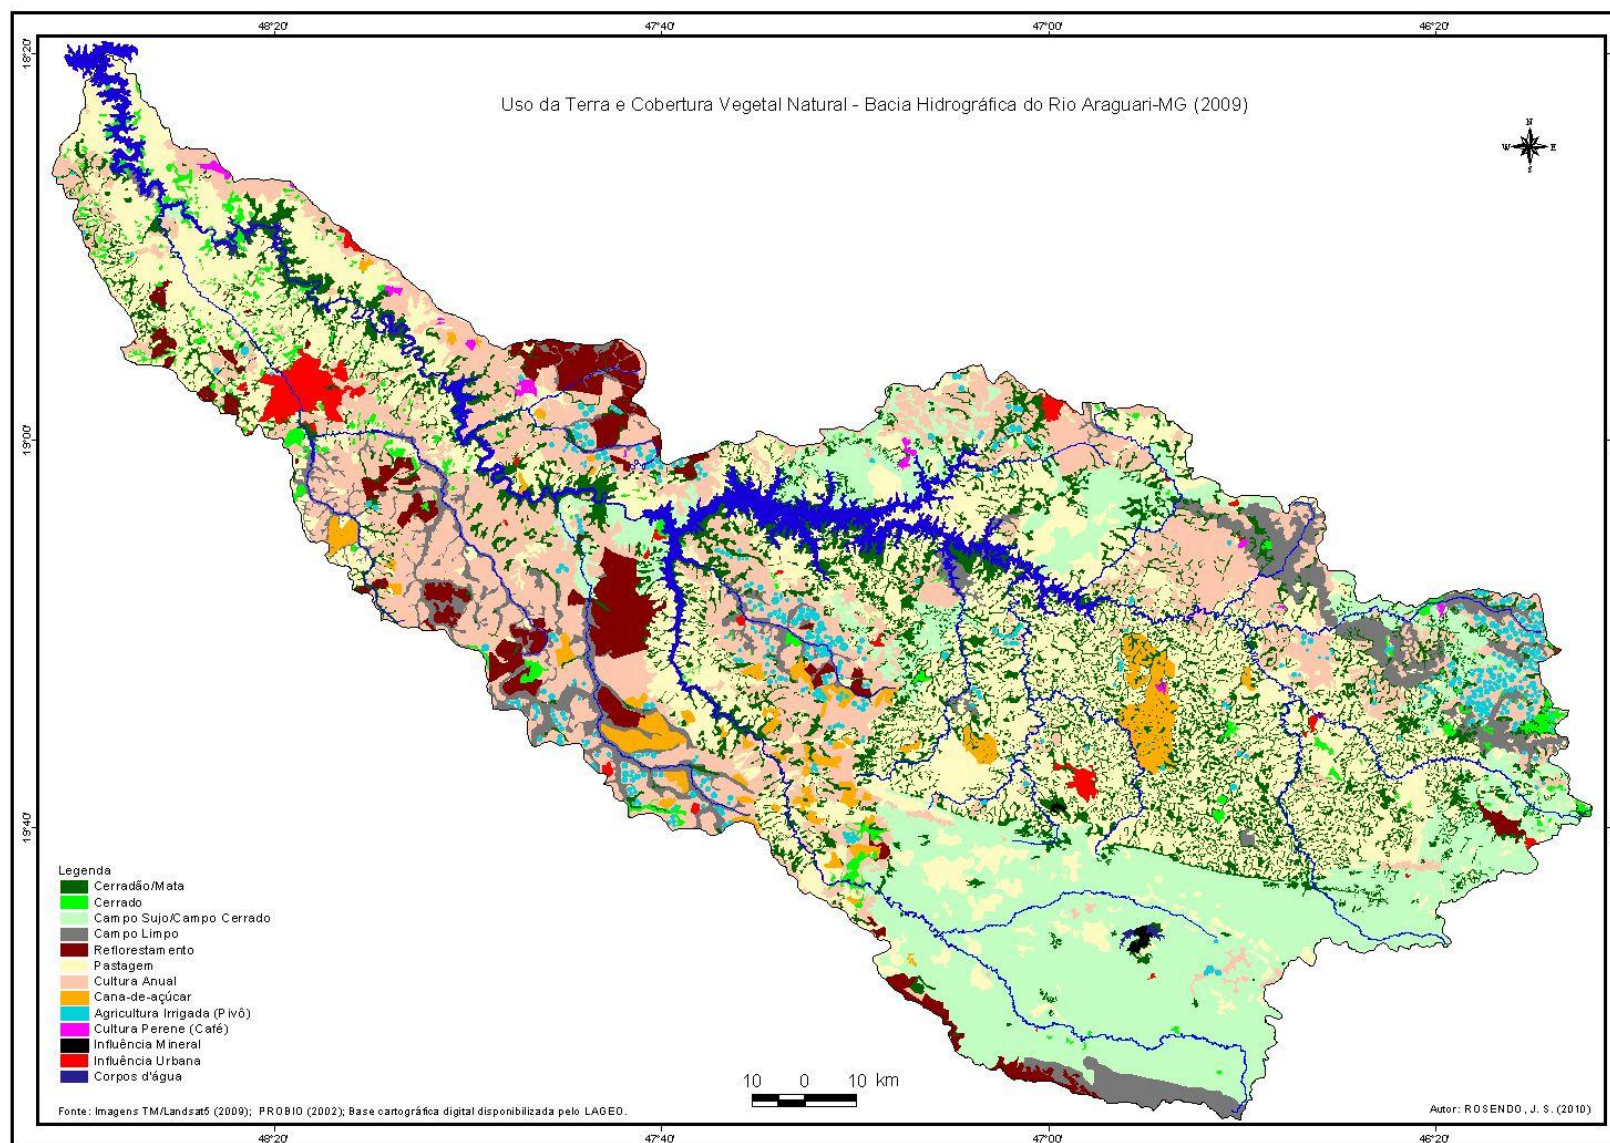 48°20' 47°40' 47°00' 46°20'
18°20'
Uso da Terra e Cobertura Vegetal Natural - Bacia Hidrográfica do Rio Araguari-MG (2009)
N
W E
S
19°00'
19°40'
Legenda
Cerradão/Mata
Cerrado
Campo Sujo/Campo Cerrado
Campo Limpo
Reflorestamento
Pastagem
Cultura Anual
Cana-de-açúcar
Agricultura Irrigada (Pivô)
Cultura Perene (Café)
Influência Mineral
Influência Urbana
Corpos d'água
10 0 10 km
Fonte: Imagens TM/Landsat5 (2009); PROBIO (2002); Base cartográfica digital disponibilizada pelo LAGEO.
Autor: ROSENDO, J. S. (2010)
48°20' 47°40' 47°00' 46°20'